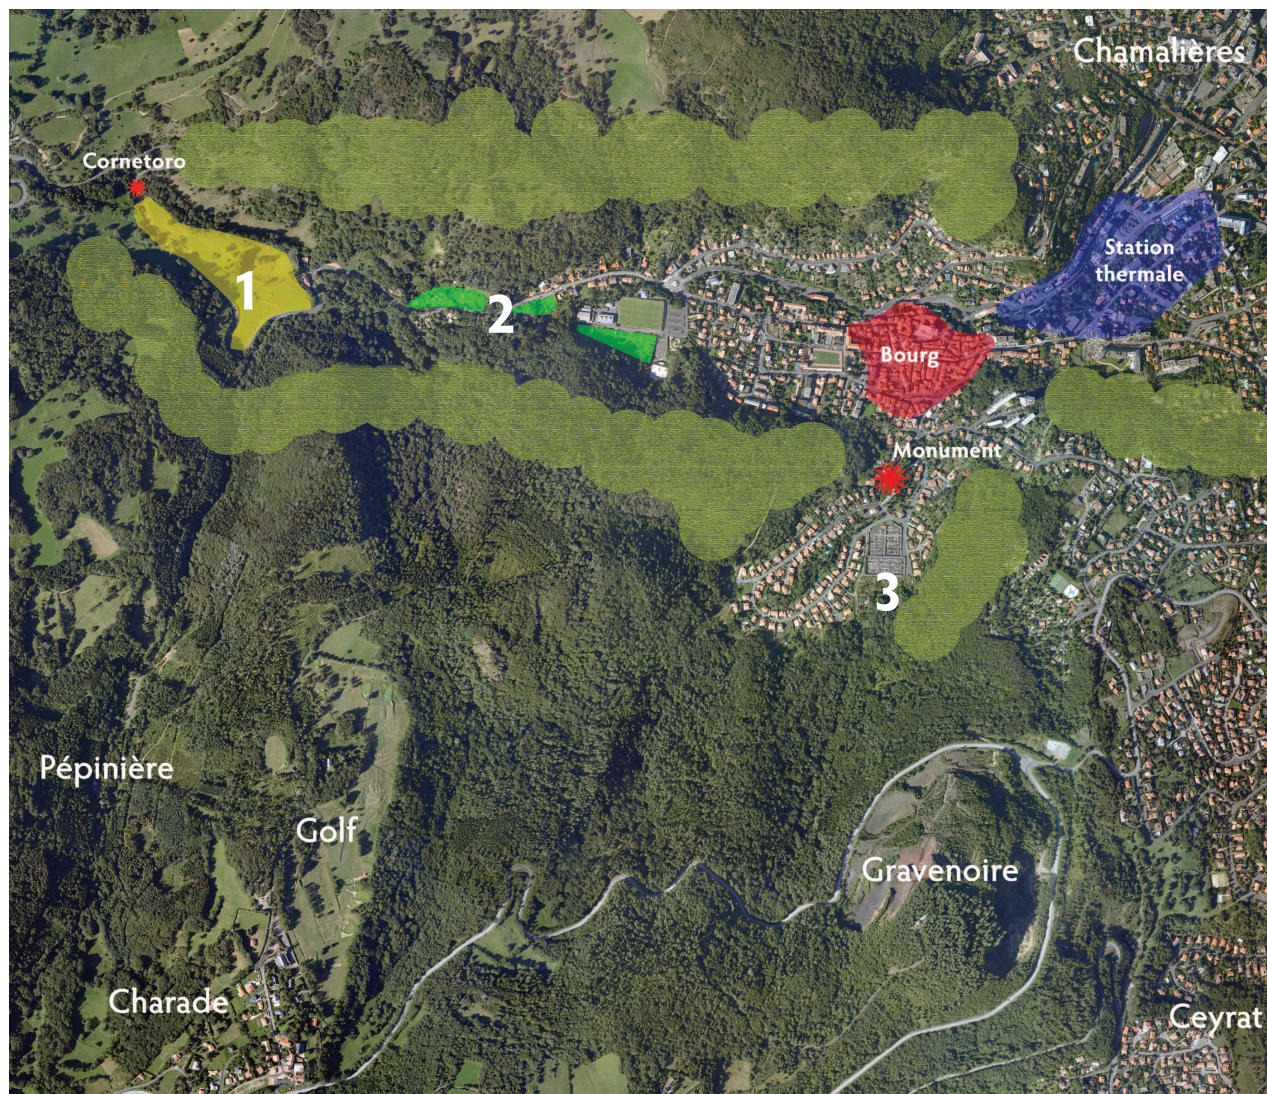 Chamalières
Cornetoro
Station
thermale
1
2
Bourg
Monument
3
Pépinière
Golf
Gravenoire
Charade
Ceyrat